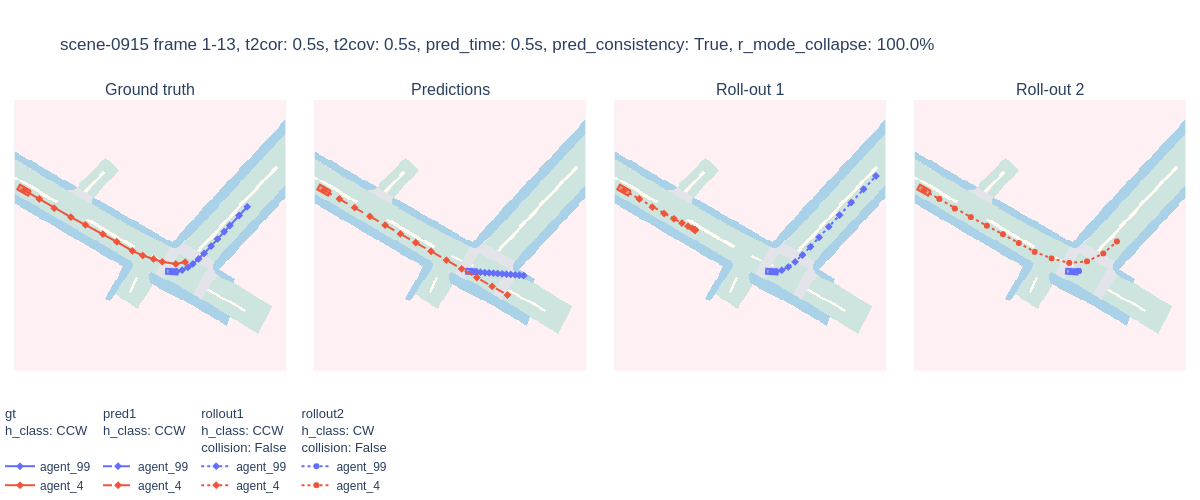 scene-0915 frame 1-13, t2cor: 0.5s, t2cov: 0.5s, pred_time: 0.5s, pred_consistency: True, r_mode_collapse: 100.0%
Ground truth
Predictions
Roll-out 1
Roll-out 2
gt
h_class: CCW
agent_99
agent_4
pred1
h_class: CCW
agent_99
agent_4
rollout1
h_class: CCW
collision: False
agent_99
agent_4
rollout2
h_class: CW
collision: False
agent_99
agent_4